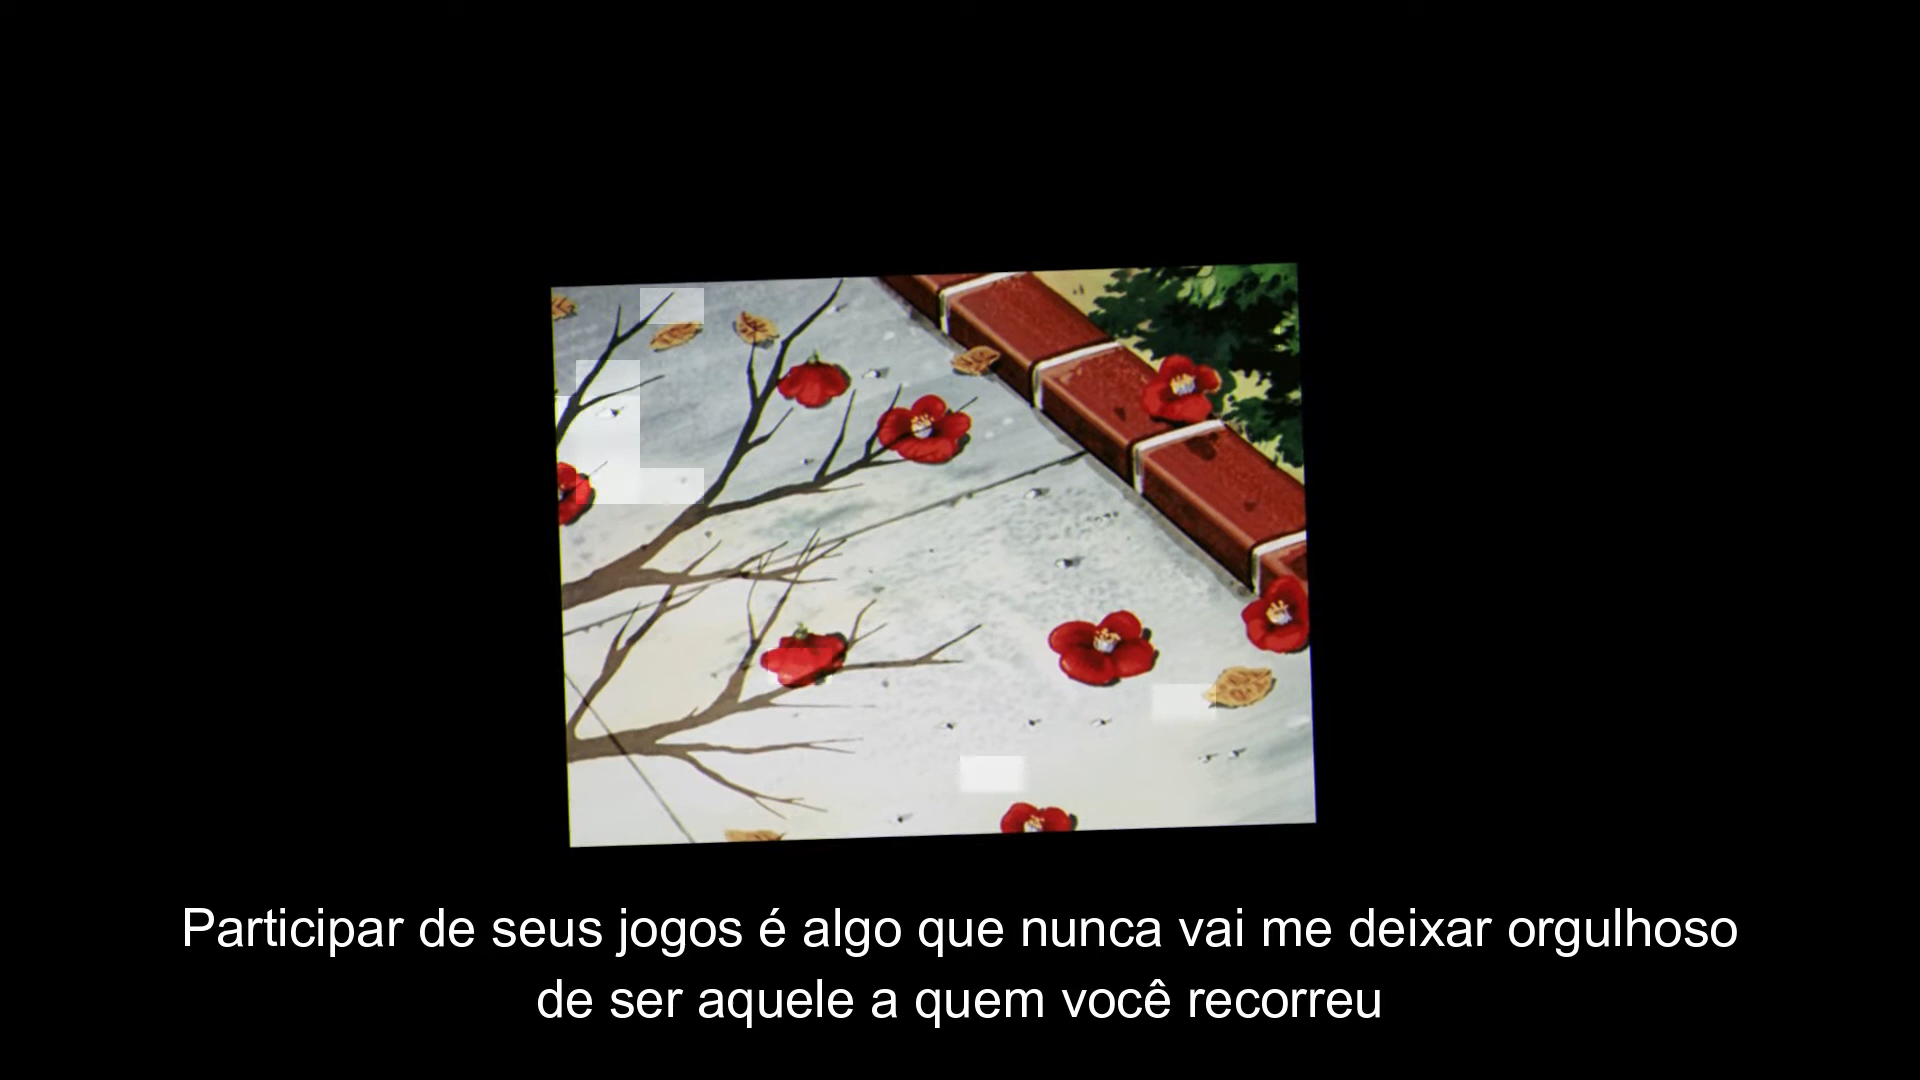 Participar de seus jogos é algo que nunca vai me deixar orgulhoso
de ser aquele a quem você recorreu